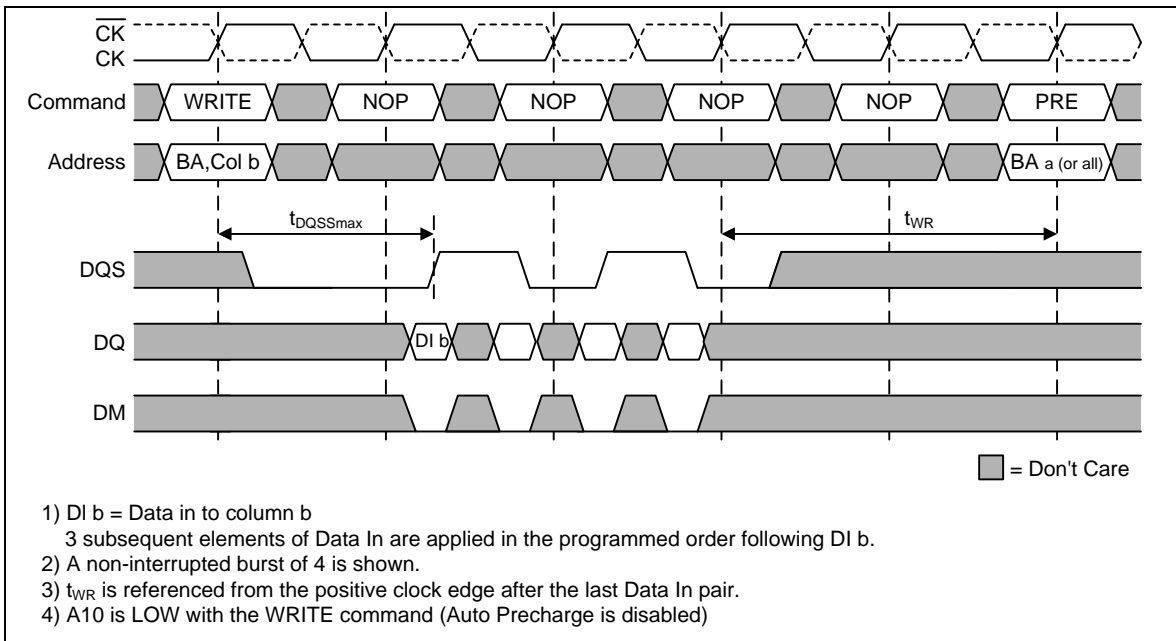 CK
CK
Command WRITE NOP NOP NOP NOP PRE
Address BA,Col b BA a (or all)
tDQSSmax tWR
DQS
DQ DI b
DM
= Don't Care
1) DI b = Data in to column b
3 subsequent elements of Data In are applied in the programmed order following DI b.
2) A non-interrupted burst of 4 is shown.
3) tWR is referenced from the positive clock edge after the last Data In pair.
4) A10 is LOW with the WRITE command (Auto Precharge is disabled)